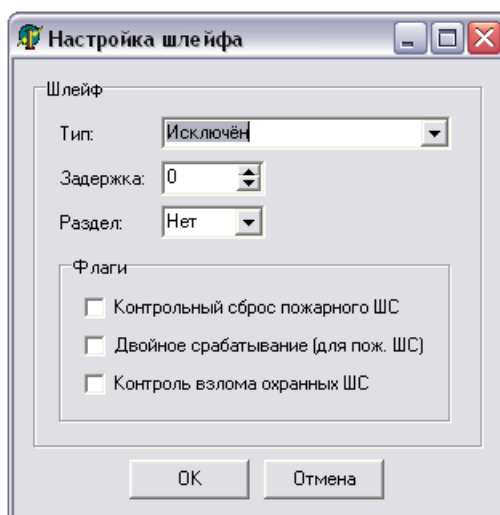 Настройка шлейфа
Шлейф
Тип: Исключён
Задержка: 0
Раздел: Нет
Флаги
Контрольный сброс пожарного ШС
Двойное срабатывание (для пож. ШС)
Контроль взлома охранных ШС
OK Отмена